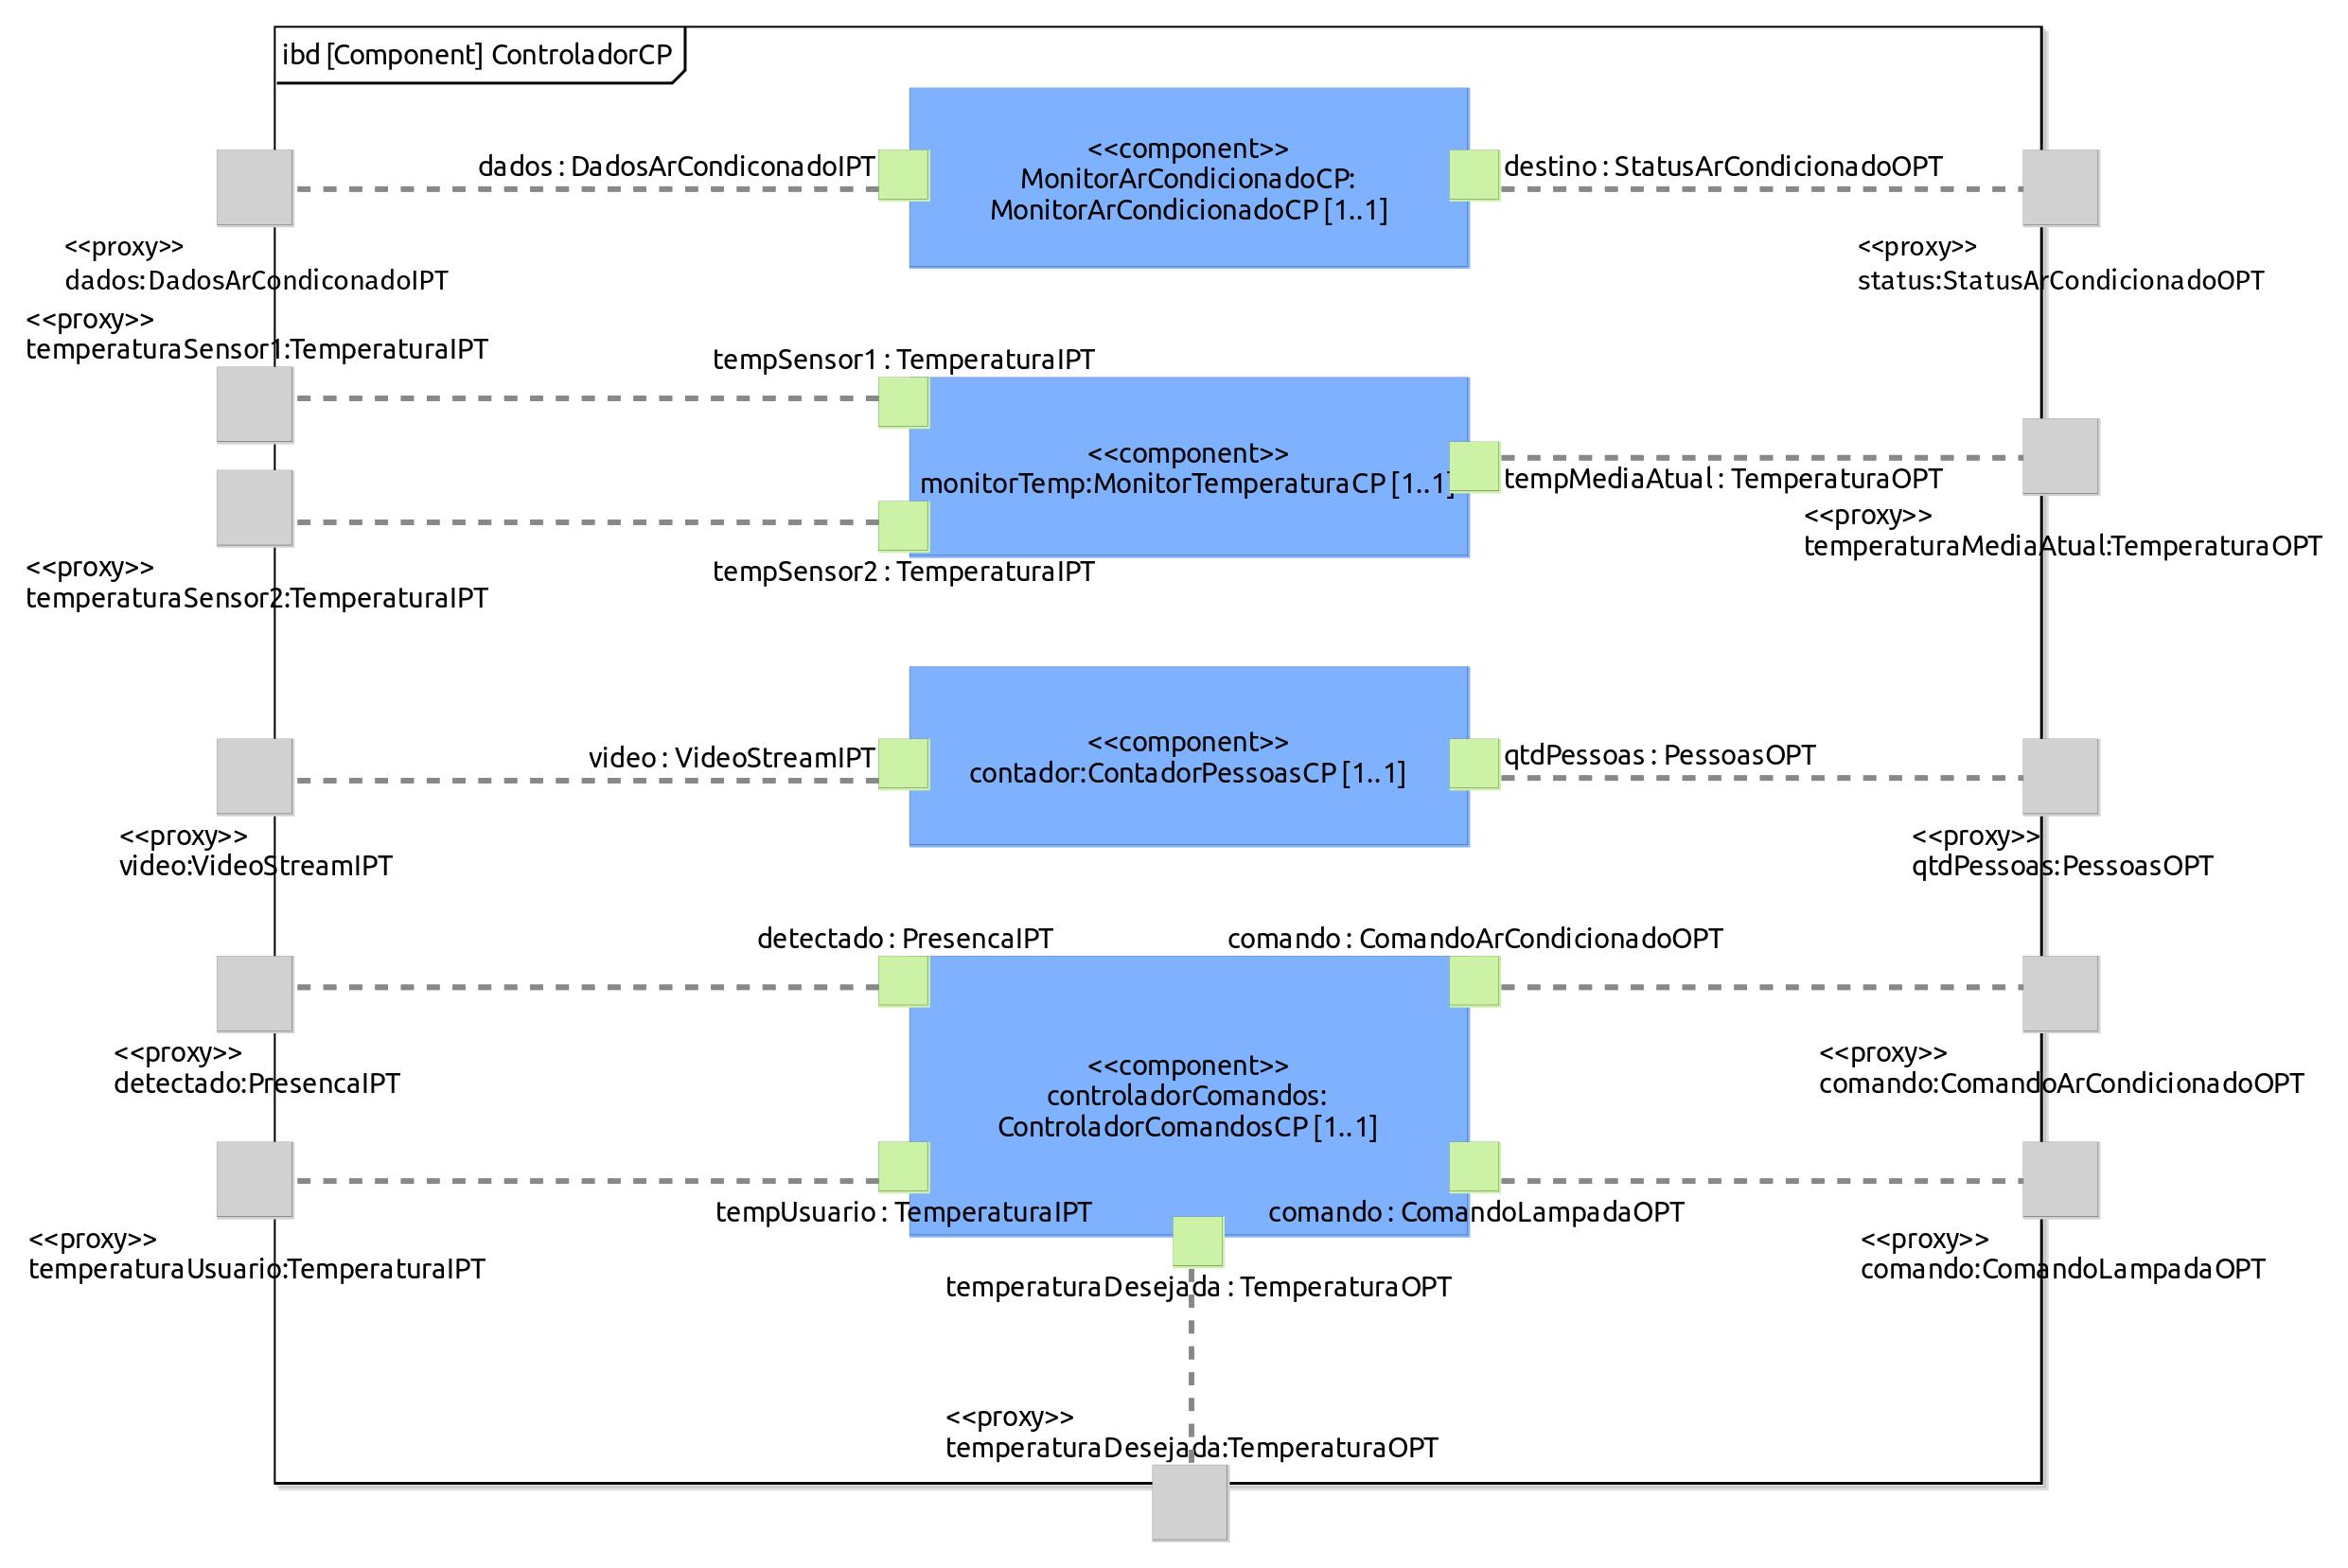 ibd [Component] ControladorCP
<<component>>
MonitorArCondicionadoCP:
MonitorArCondicionadoCP [1..1]
dados : DadosArCondiconadoIPT
destino : StatusArCondicionadoOPT
<<proxy>>
dados:DadosArCondiconadoIPT
<<proxy>>
status:StatusArCondicionadoOPT
<<proxy>>
temperaturaSensor1:TemperaturaIPT
tempSensor1 : TemperaturaIPT
<<component>>
monitorTemp:MonitorTemperaturaCP [1..1]
tempMediaAtual : TemperaturaOPT
<<proxy>>
temperaturaMediaAtual:TemperaturaOPT
<<proxy>>
temperaturaSensor2:TemperaturaIPT
tempSensor2 : TemperaturaIPT
video : VideoStreamIPT
<<component>>
contador:ContadorPessoasCP [1..1]
qtdPessoas : PessoasOPT
<<proxy>>
video:VideoStreamIPT
<<proxy>>
qtdPessoas:PessoasOPT
detectado : PresencaIPT
comando : ComandoArCondicionadoOPT
<<proxy>>
detectado:PresencaIPT
<<component>>
controladorComandos:
ControladorComandosCP [1..1]
<<proxy>>
comando:ComandoArCondicionadoOPT
tempUsuario : TemperaturaIPT
comando : ComandoLampadaOPT
<<proxy>>
temperaturaUsuario:TemperaturaIPT
<<proxy>>
comando:ComandoLampadaOPT
temperaturaDesejada : TemperaturaOPT
<<proxy>>
temperaturaDesejada:TemperaturaOPT